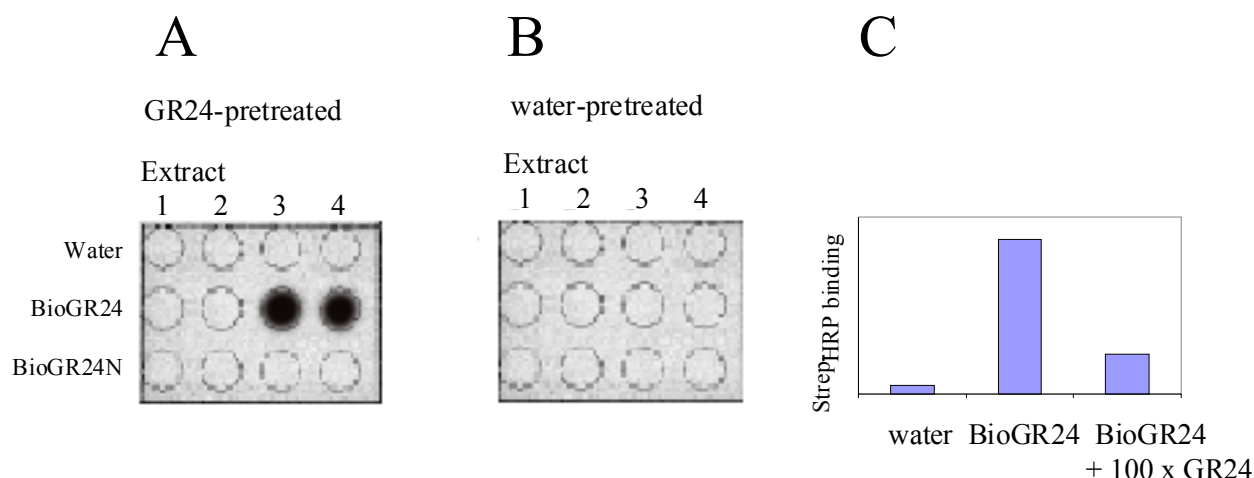 A
GR24-pretreated
Extract
1 2 3 4
Water
BioGR24
BioGR24N
B
water-pretreated
Extract
1 2 3 4
C
StrepHRP binding
water BioGR24 BioGR24
+ 100 x GR24